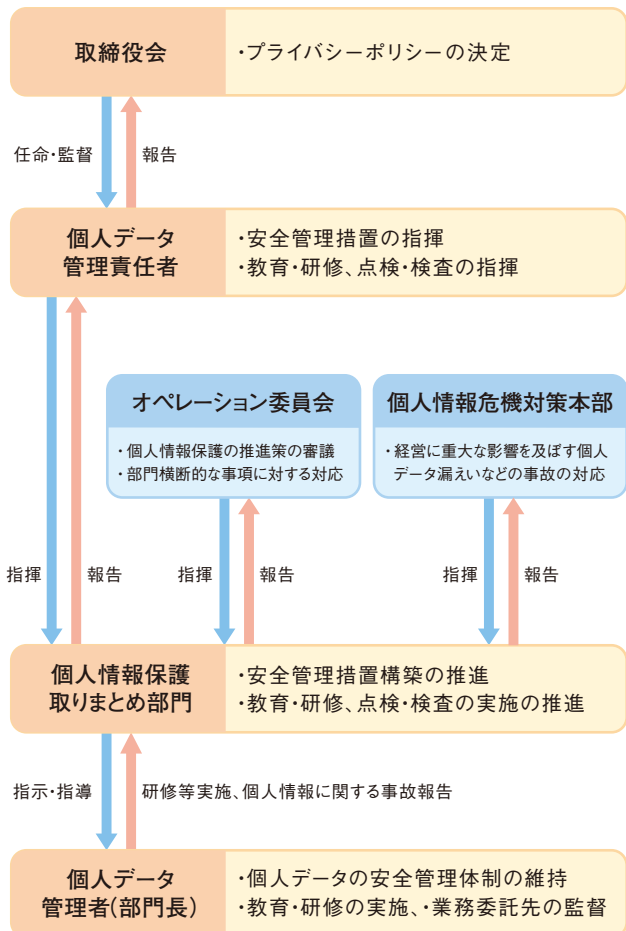 取締役会
・プライバシーポリシーの決定
任命・監督
報告
個人データ
管理責任者
・安全管理措置の指揮
・教育・研修、点検・検査の指揮
オペレーション委員会
・個人情報保護の推進策の審議
・部門横断的な事項に対する対応
個人情報危機対策本部
・経営に重大な影響を及ぼす個人
データ漏えいなどの事故の対応
指揮
報告
指揮
報告
指揮
報告
個人情報保護
取りまとめ部門
・安全管理措置構築の推進
・教育・研修、点検・検査の実施の推進
指示・指導
研修等実施、個人情報に関する事故報告
個人データ
管理者(部門長)
・個人データの安全管理体制の維持
・教育・研修の実施、・業務委託先の監督